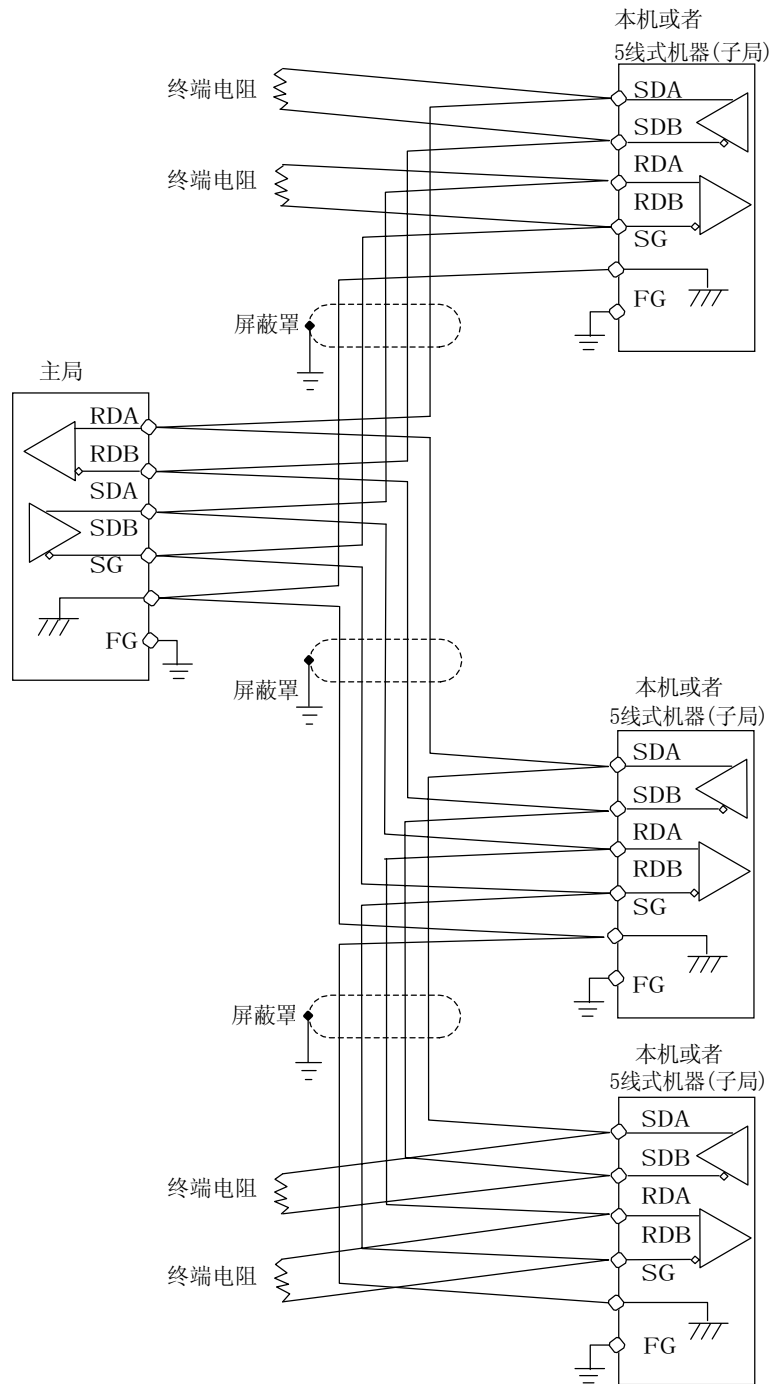 本机或者
5线式机器(子局)
终端电阻
SDA
SDB
终端电阻
RDA
RDB
SG
FG
屏蔽罩
主局
RDA
RDB
SDA
SDB
SG
FG
屏蔽罩
本机或者
5线式机器(子局)
SDA
SDB
RDA
RDB
SG
FG
屏蔽罩
本机或者
5线式机器(子局)
SDA
SDB
终端电阻
RDA
RDB
终端电阻
SG
FG